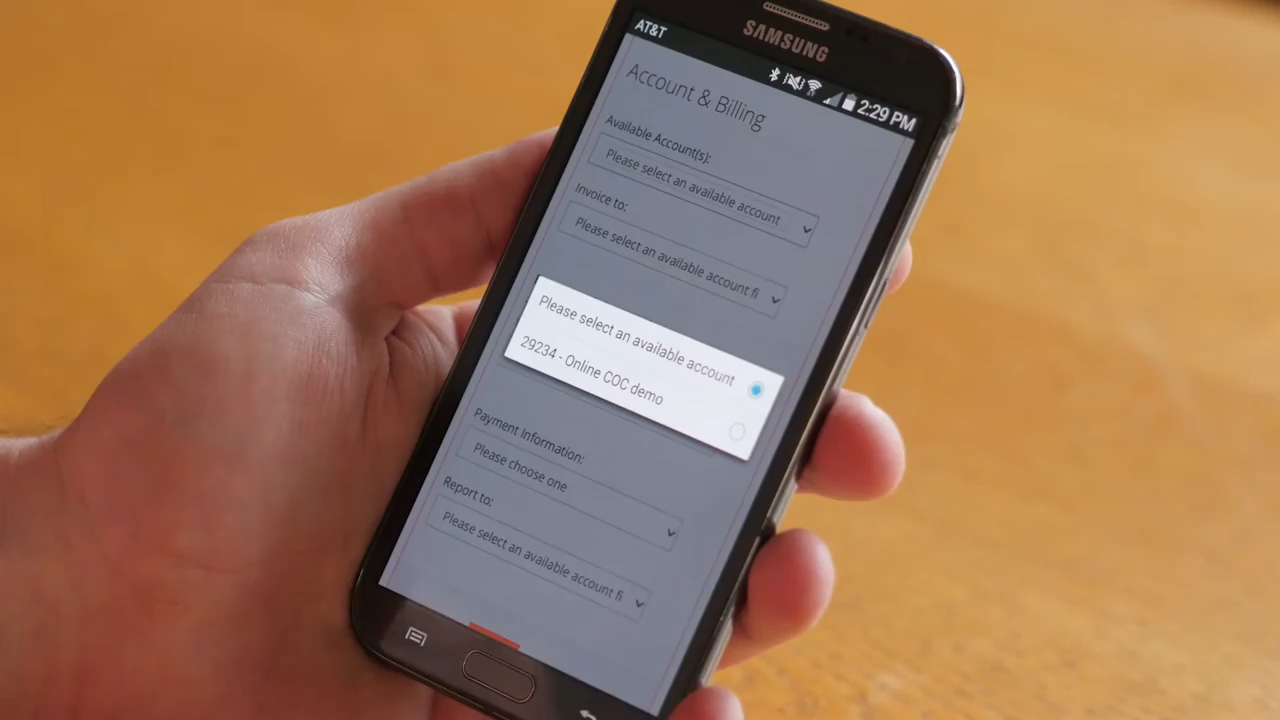 SAMSUNG
AT&T
2:29 PM
Account & Billing
Available Account(s):
Please select an available account
Invoice to:
Please select an available account fi
Please select an available account
29234 - Online COC demo
Payment Information:
Please choose one
Report to:
Please select an available account fi